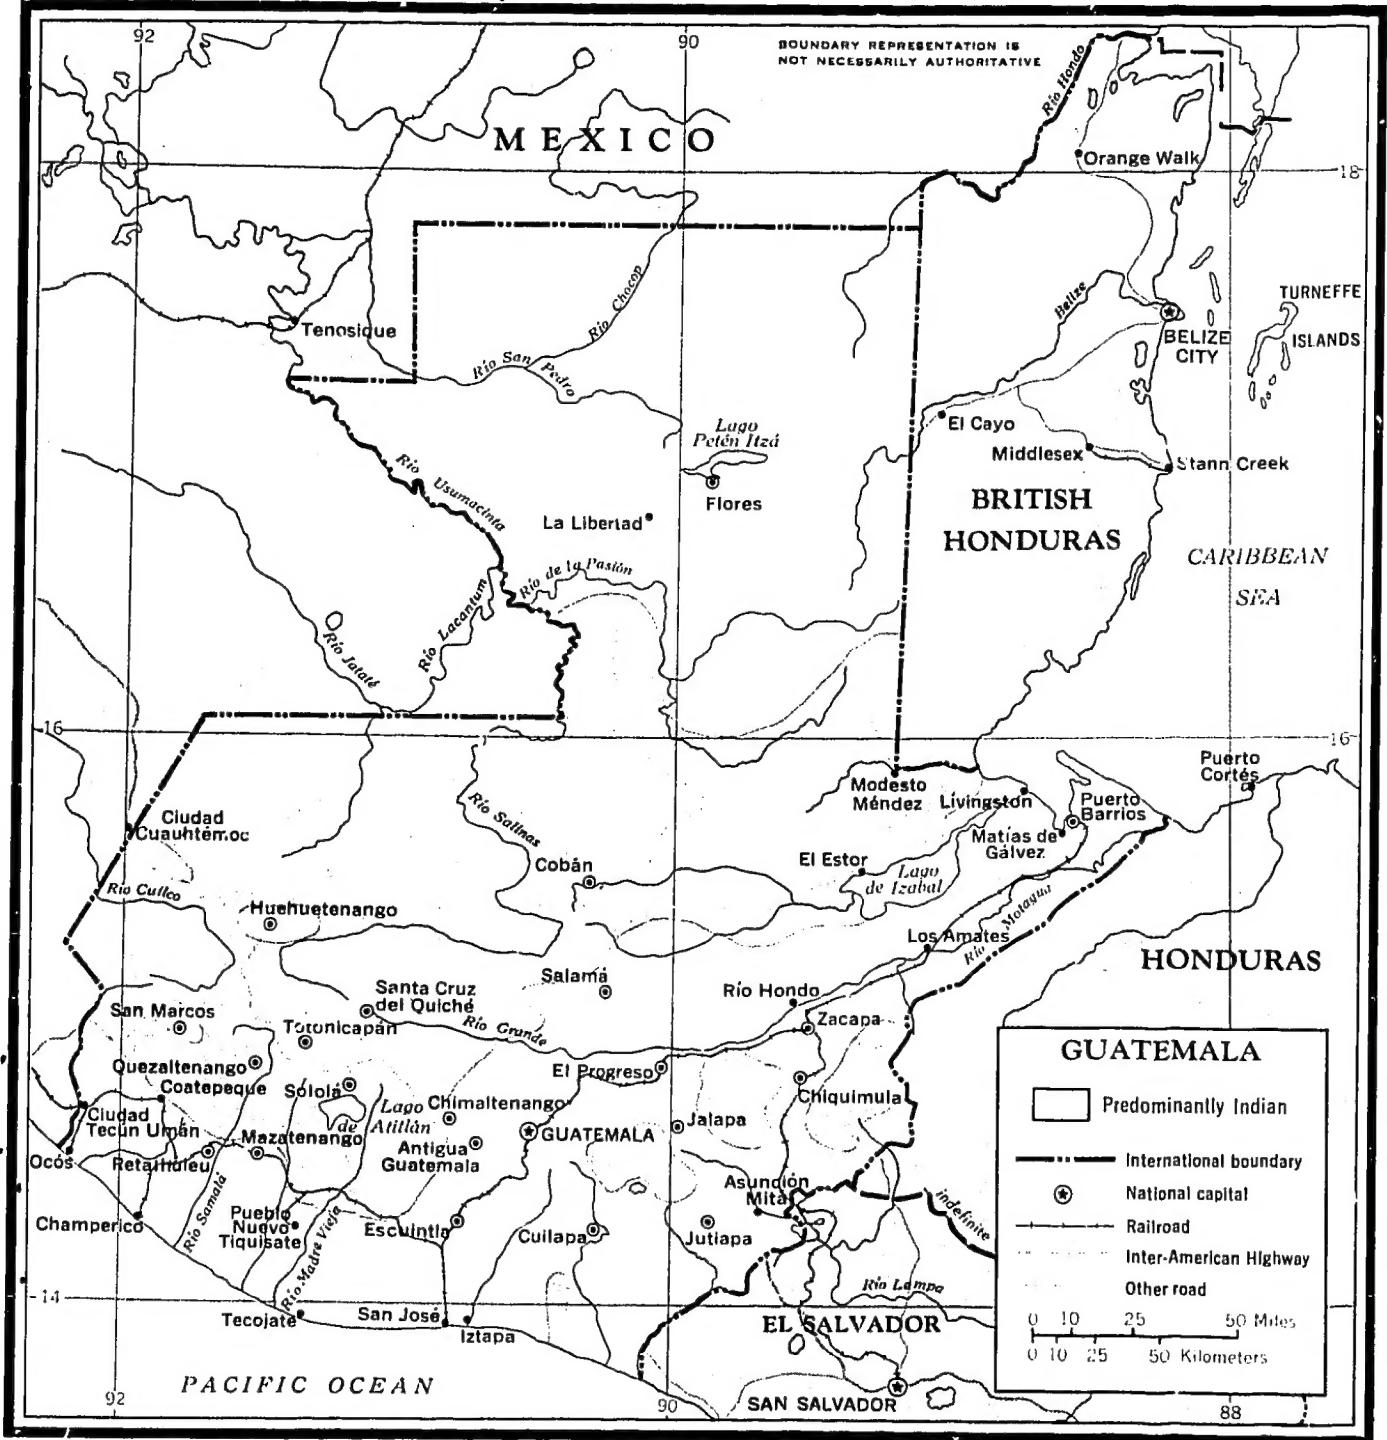 92
90
BOUNDARY REPRESENTATION IS
NOT NECESSARILY AUTHORITATIVE
Río Hondo
MEXICO
Orange Walk
18
Río Chocop
Belize
TURNEFFE
ISLANDS
Tenosique
BELIZE
CITY
Río San
Pedro
Lago
Petén Itzá
El Cayo
Middlesex
Stann Creek
Río
Usumacinta
Flores
La Libertad
BRITISH
HONDURAS
CARIBBEAN
SEA
Río de la Pasión
Río Lacantum
Río Jataté
16
16
Puerto
Cortés
Modesto
Méndez
Livingston
Puerto
Barrios
Ciudad
Cuauhtémoc
Río Salinas
Matías de
Gálvez
Cobán
El Estor
Lago
de Izabal
Río Cuilco
Huehuetenango
Río Motagua
Los Amates
HONDURAS
Salamá
Santa Cruz
del Quiché
Río Hondo
San Marcos
Totonicapán
Río Grande
Zacapa
GUATEMALA
Quezaltenango
El Progreso
Coatepeque
Sololá
Chiquimula
Predominantly Indian
Ciudad
Tecún Umán
Lago
de Atitlán
Chimaltenango
GUATEMALA
Jalapa
Mazatenango
Antigua
Guatemala
Ocós
Retalhuleu
International boundary
Asunción
Mita
National capital
Champerico
Río Samalá
Pueblo
Nuevo
Tiquisate
Río Madre Vieja
Escuintla
Cuilapa
Jutiapa
indefinite
Railroad
Inter-American Highway
Other road
Río Lempa
14
Tecojate
San José
Iztapa
EL SALVADOR
0 10 25 50 Miles
0 10 25 50 Kilometers
PACIFIC OCEAN
SAN SALVADOR
92
90
88